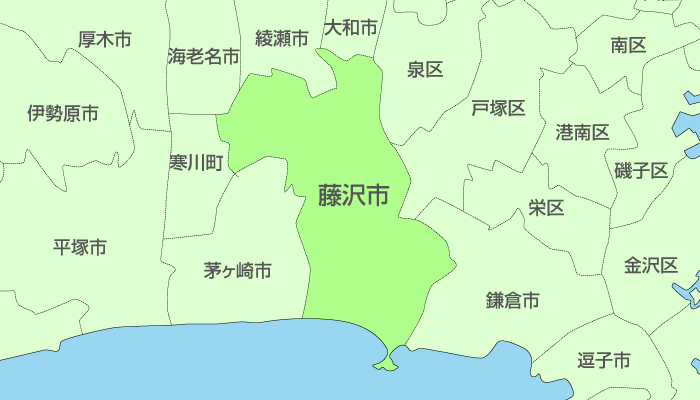 大和市
厚木市
綾瀬市
南区
海老名市
泉区
戸塚区
伊勢原市
港南区
寒川町
磯子区
藤沢市
栄区
平塚市
茅ヶ崎市
金沢区
鎌倉市
逗子市